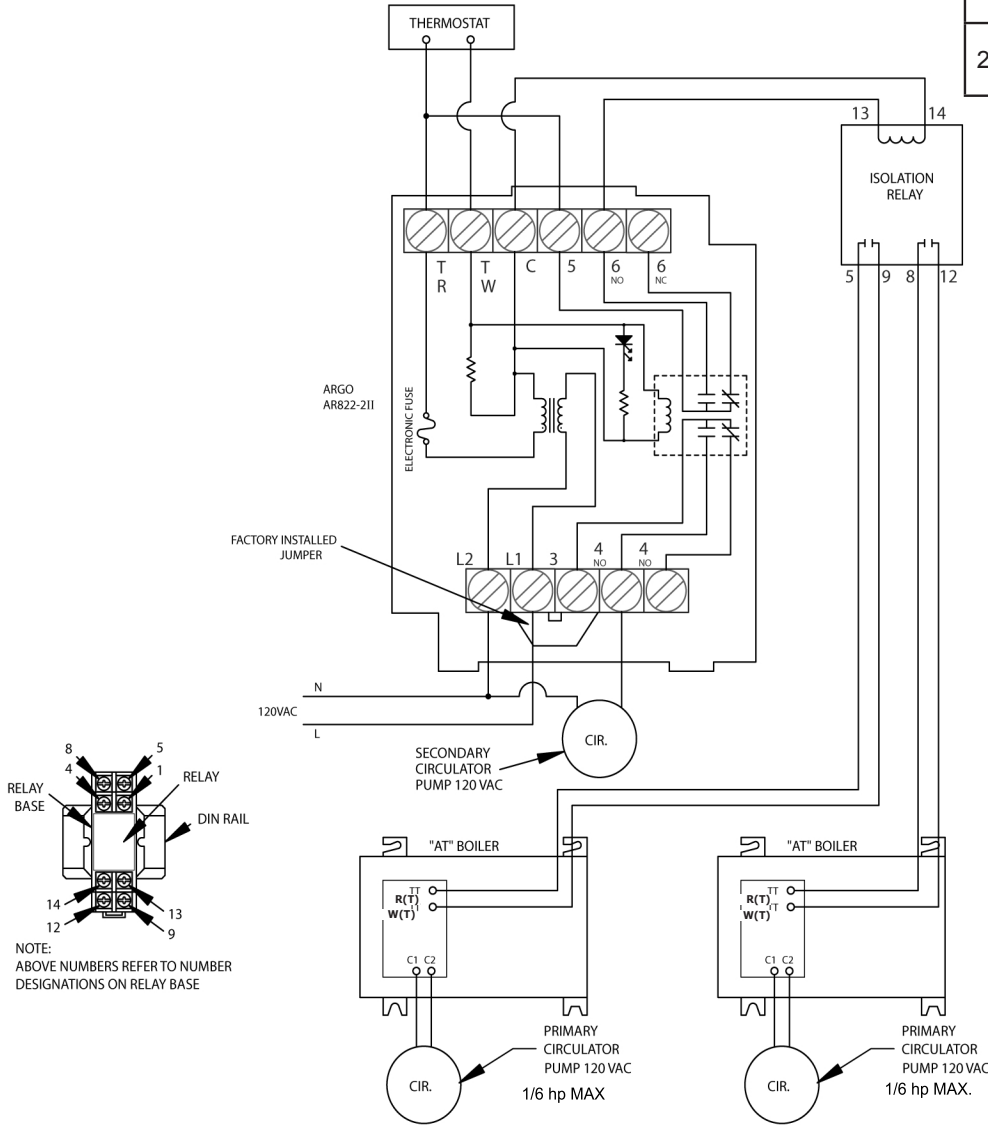 THERMOSTAT
2
13 14
ISOLATION
RELAY
5 9 8 12
T
R
T
W
C
5
6
NO
6
NC
ARGO
AR822-2II
ELECTRONIC FUSE
FACTORY INSTALLED
JUMPER
L2 L1 3 4 4
NO NO
N
120VAC
L
CIR.
SECONDARY
CIRCULATOR
PUMP 120 VAC
8 5
4 1
RELAY
BASE
RELAY
DIN RAIL
14 13
12 9
NOTE:
ABOVE NUMBERS REFER TO NUMBER
DESIGNATIONS ON RELAY BASE
"AT" BOILER
TT
R(T)
W(T)
C1 C2
CIR.
PRIMARY
CIRCULATOR
PUMP 120 VAC
1/6 hp MAX
"AT" BOILER
TT
R(T)
TT
W(T)
C1 C2
CIR.
PRIMARY
CIRCULATOR
PUMP 120 VAC
1/6 hp MAX.